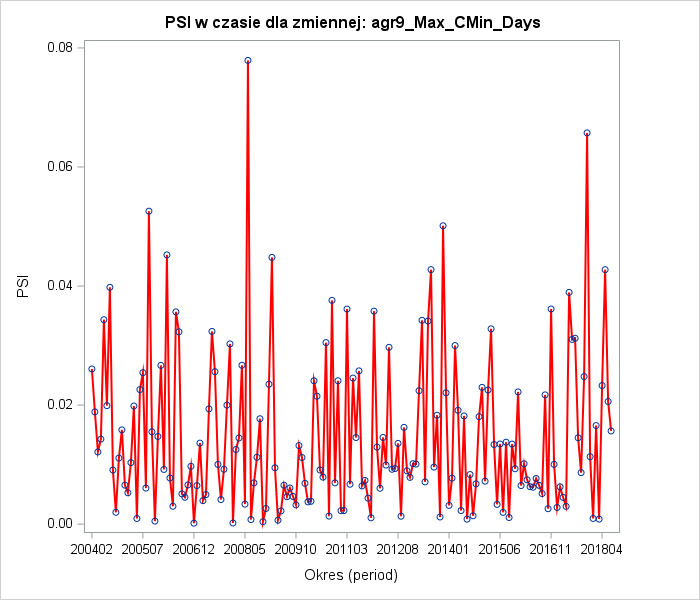 PSI w czasie dla zmiennej: agr9_Max_CMin_Days
0.08
0.06
0.04
0.02
0.00
PSI
200402 200507 200612 200805 200910 201103 201208 201401 201506 201611 201804
Okres (period)